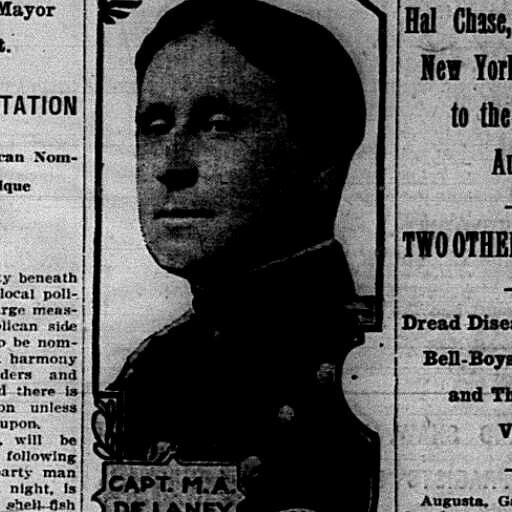 Mayor
t.
TATION
can Nom-
ique
ty beneath
local poli-
rge meas-
blican side
o be nom-
harmony
ders and
d there is
on unless
upon.
, will be
following
arty man
night, is
shell-fish
CAPT. M. A.
DELANEY
Hal Chase,
New York
to the
Au
TWO OTHER
Dread Disea
Bell-Boys
and Th
V
Augusta, Ga